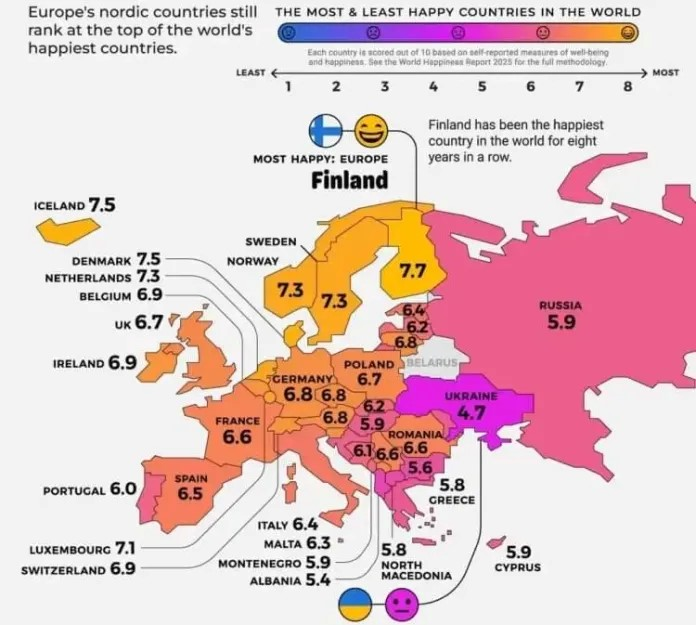 Europe's nordic countries still
rank at the top of the world's
happiest countries.
THE MOST & LEAST HAPPY COUNTRIES IN THE WORLD
Each country is scored out of 10 based on self-reported measures of well-being
and happiness. See the World Happiness Report 2025 for the full methodology.
LEAST MOST
1 2 3 4 5 6 7 8
MOST HAPPY: EUROPE
Finland
Finland has been the happiest
country in the world for eight
years in a row.
ICELAND 7.5
SWEDEN
NORWAY
DENMARK 7.5
NETHERLANDS 7.3
BELGIUM 6.9
7.3
7.3
7.7
RUSSIA
5.9
6.4
6.2
6.8
UK 6.7
IRELAND 6.9
BELARUS
POLAND
6.7
GERMANY
6.8
6.8
UKRAINE
4.7
6.2
6.8
5.9
FRANCE
6.6
ROMANIA
6.6
6.1
6.6
5.6
SPAIN
6.5
PORTUGAL 6.0
5.8
GREECE
ITALY 6.4
MALTA 6.3
MONTENEGRO 5.9
ALBANIA 5.4
LUXEMBOURG 7.1
SWITZERLAND 6.9
5.8
NORTH
MACEDONIA
5.9
CYPRUS